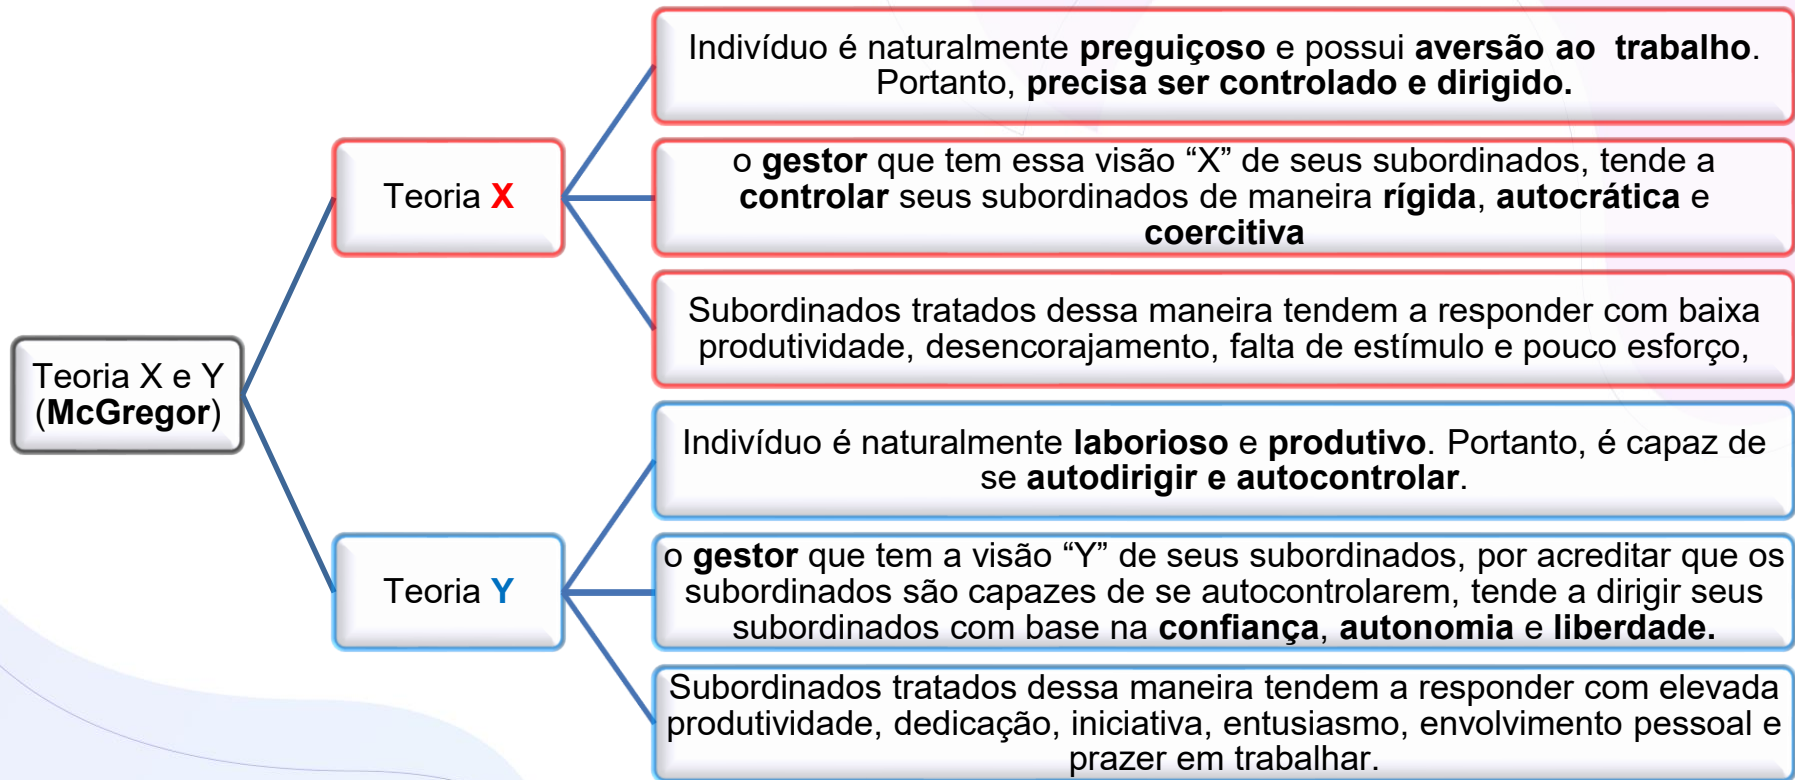 Indivíduo é naturalmente preguiçoso e possui aversão ao  trabalho.
Portanto, precisa ser controlado e dirigido.
o gestor que tem essa visão “X” de seus subordinados, tende a
controlar seus subordinados de maneira rígida, autocrática e
coercitiva
Teoria X
Subordinados tratados dessa maneira tendem a responder com baixa
produtividade, desencorajamento, falta de estímulo e pouco esforço,
Teoria X e Y
(McGregor)
Indivíduo é naturalmente laborioso e produtivo. Portanto, é capaz de
se autodirigir e autocontrolar.
o gestor que tem a visão “Y” de seus subordinados, por acreditar que os
subordinados são capazes de se autocontrolarem, tende a dirigir seus
subordinados com base na confiança, autonomia e liberdade.
Teoria Y
Subordinados tratados dessa maneira tendem a responder com elevada
produtividade, dedicação, iniciativa, entusiasmo, envolvimento pessoal e
prazer em trabalhar.